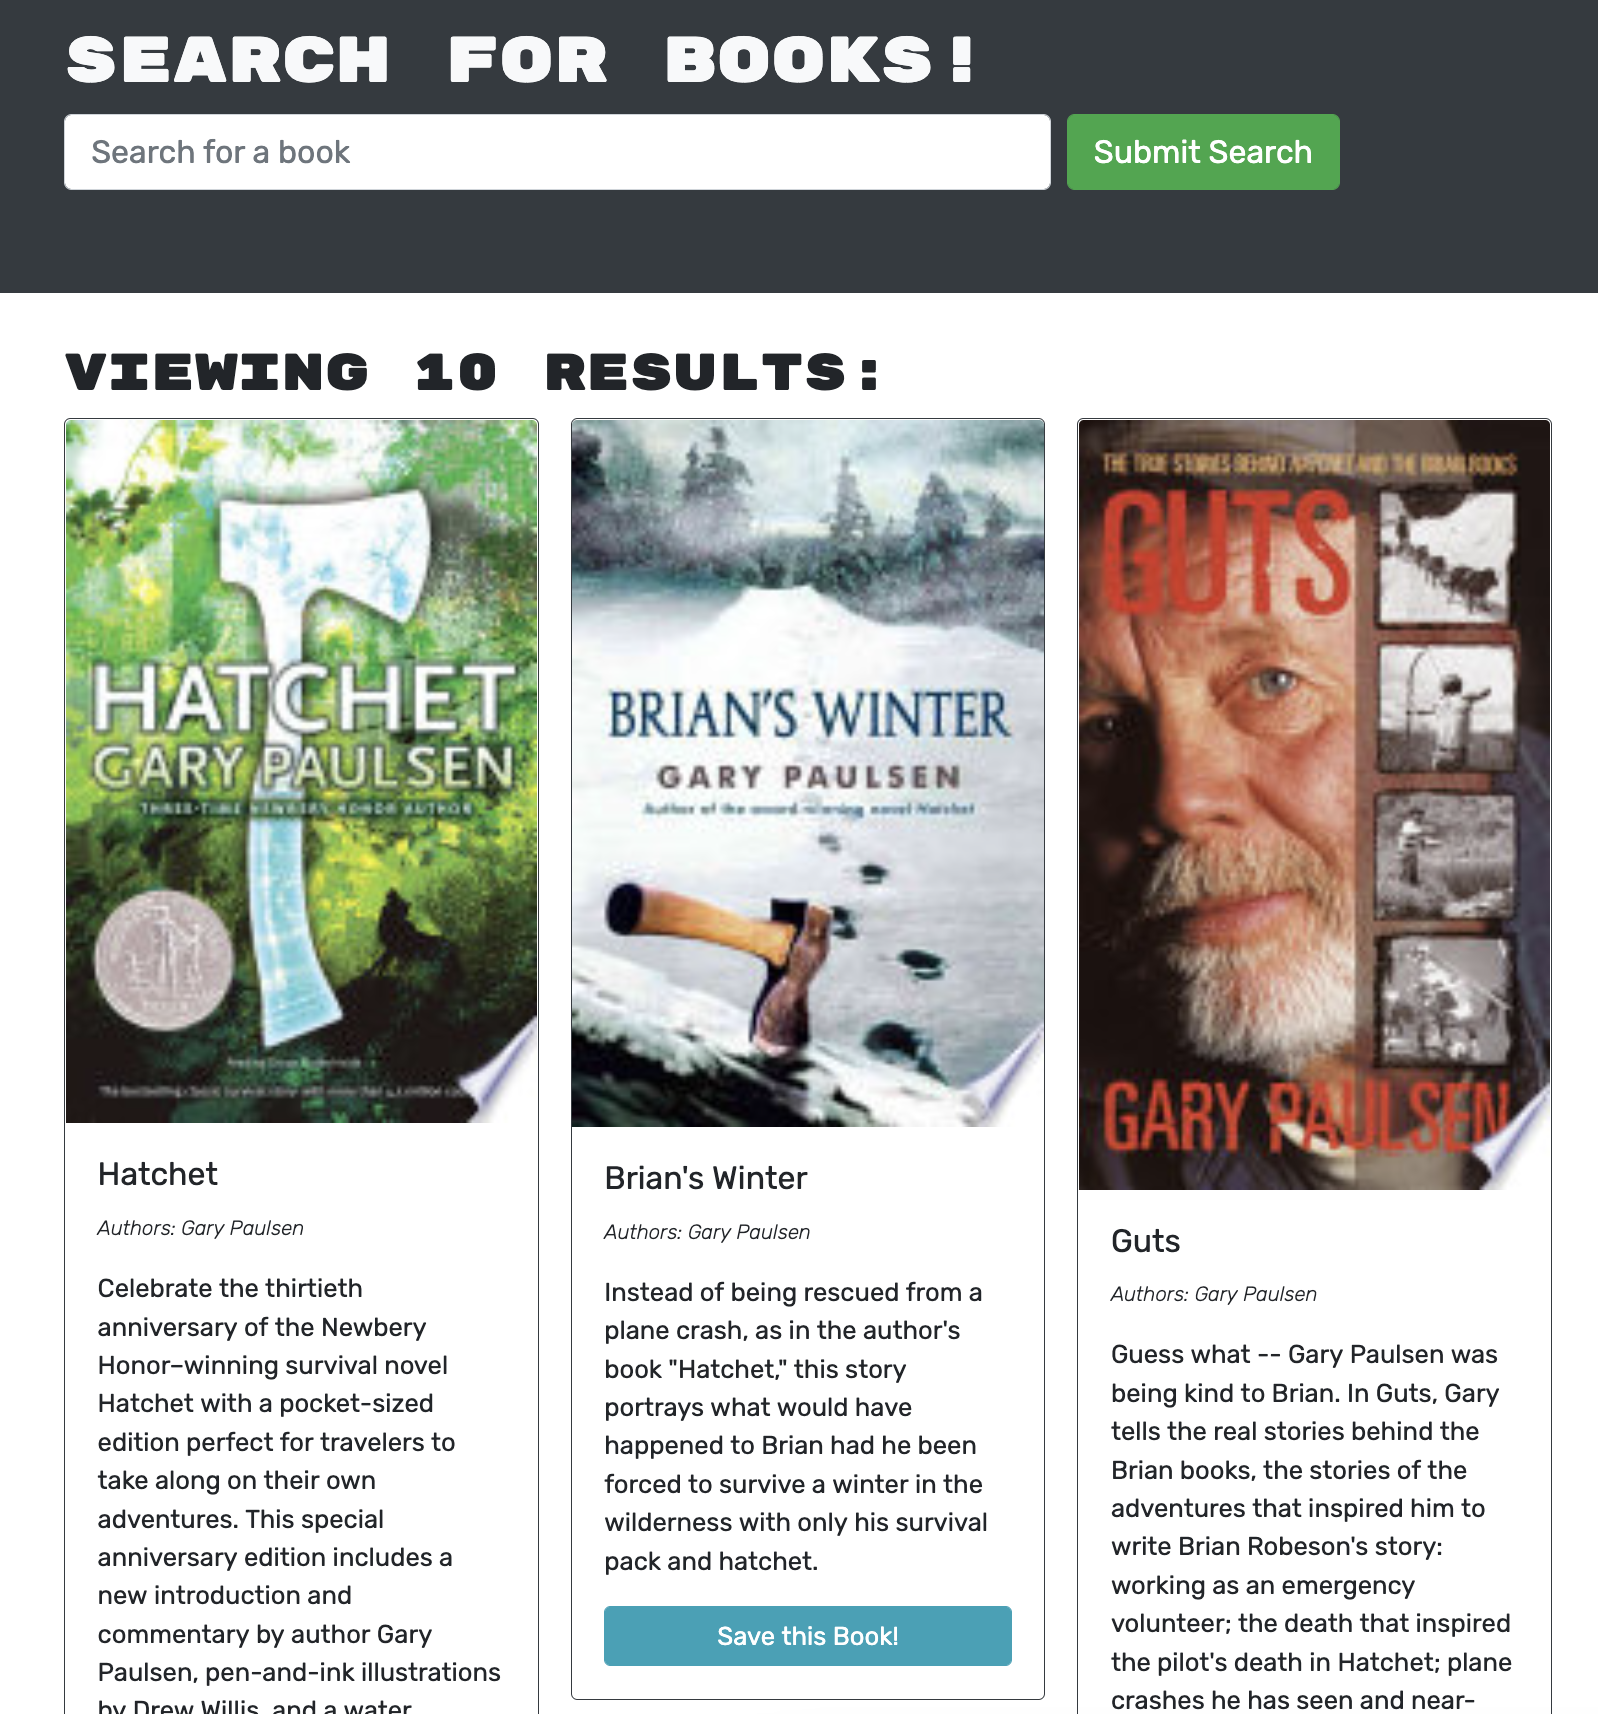 SEARCH FOR BOOKS!
Search for a book
Submit Search
VIEWING 10 RESULTS:
HATCHET
GARY PAULSEN
THREE-TIME NEWBERY HONOR AUTHOR
BRIAN'S WINTER
GARY PAULSEN
Author of the award-winning novel Hatchet
THE TRUE STORIES BEHIND HATCHET AND THE BRIAN BOOKS
GUTS
GARY PAULSEN
Hatchet
Authors: Gary Paulsen
Celebrate the thirtieth
anniversary of the Newbery
Honor–winning survival novel
Hatchet with a pocket-sized
edition perfect for travelers to
take along on their own
adventures. This special
anniversary edition includes a
new introduction and
commentary by author Gary
Paulsen, pen-and-ink illustrations
by Drew Willis, and a water
Brian's Winter
Authors: Gary Paulsen
Instead of being rescued from a
plane crash, as in the author's
book "Hatchet," this story
portrays what would have
happened to Brian had he been
forced to survive a winter in the
wilderness with only his survival
pack and hatchet.
Save this Book!
Guts
Authors: Gary Paulsen
Guess what -- Gary Paulsen was
being kind to Brian. In Guts, Gary
tells the real stories behind the
Brian books, the stories of the
adventures that inspired him to
write Brian Robeson's story:
working as an emergency
volunteer; the death that inspired
the pilot's death in Hatchet; plane
crashes he has seen and near-